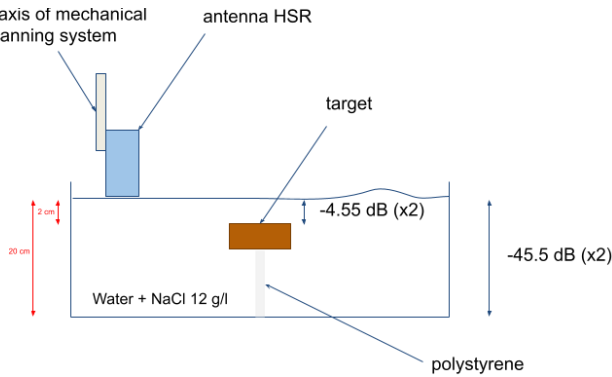 axis of mechanical
anning system
antenna HSR
target
2 cm
-4.55 dB (x2)
20 cm
-45.5 dB (x2)
Water + NaCl 12 g/l
polystyrene